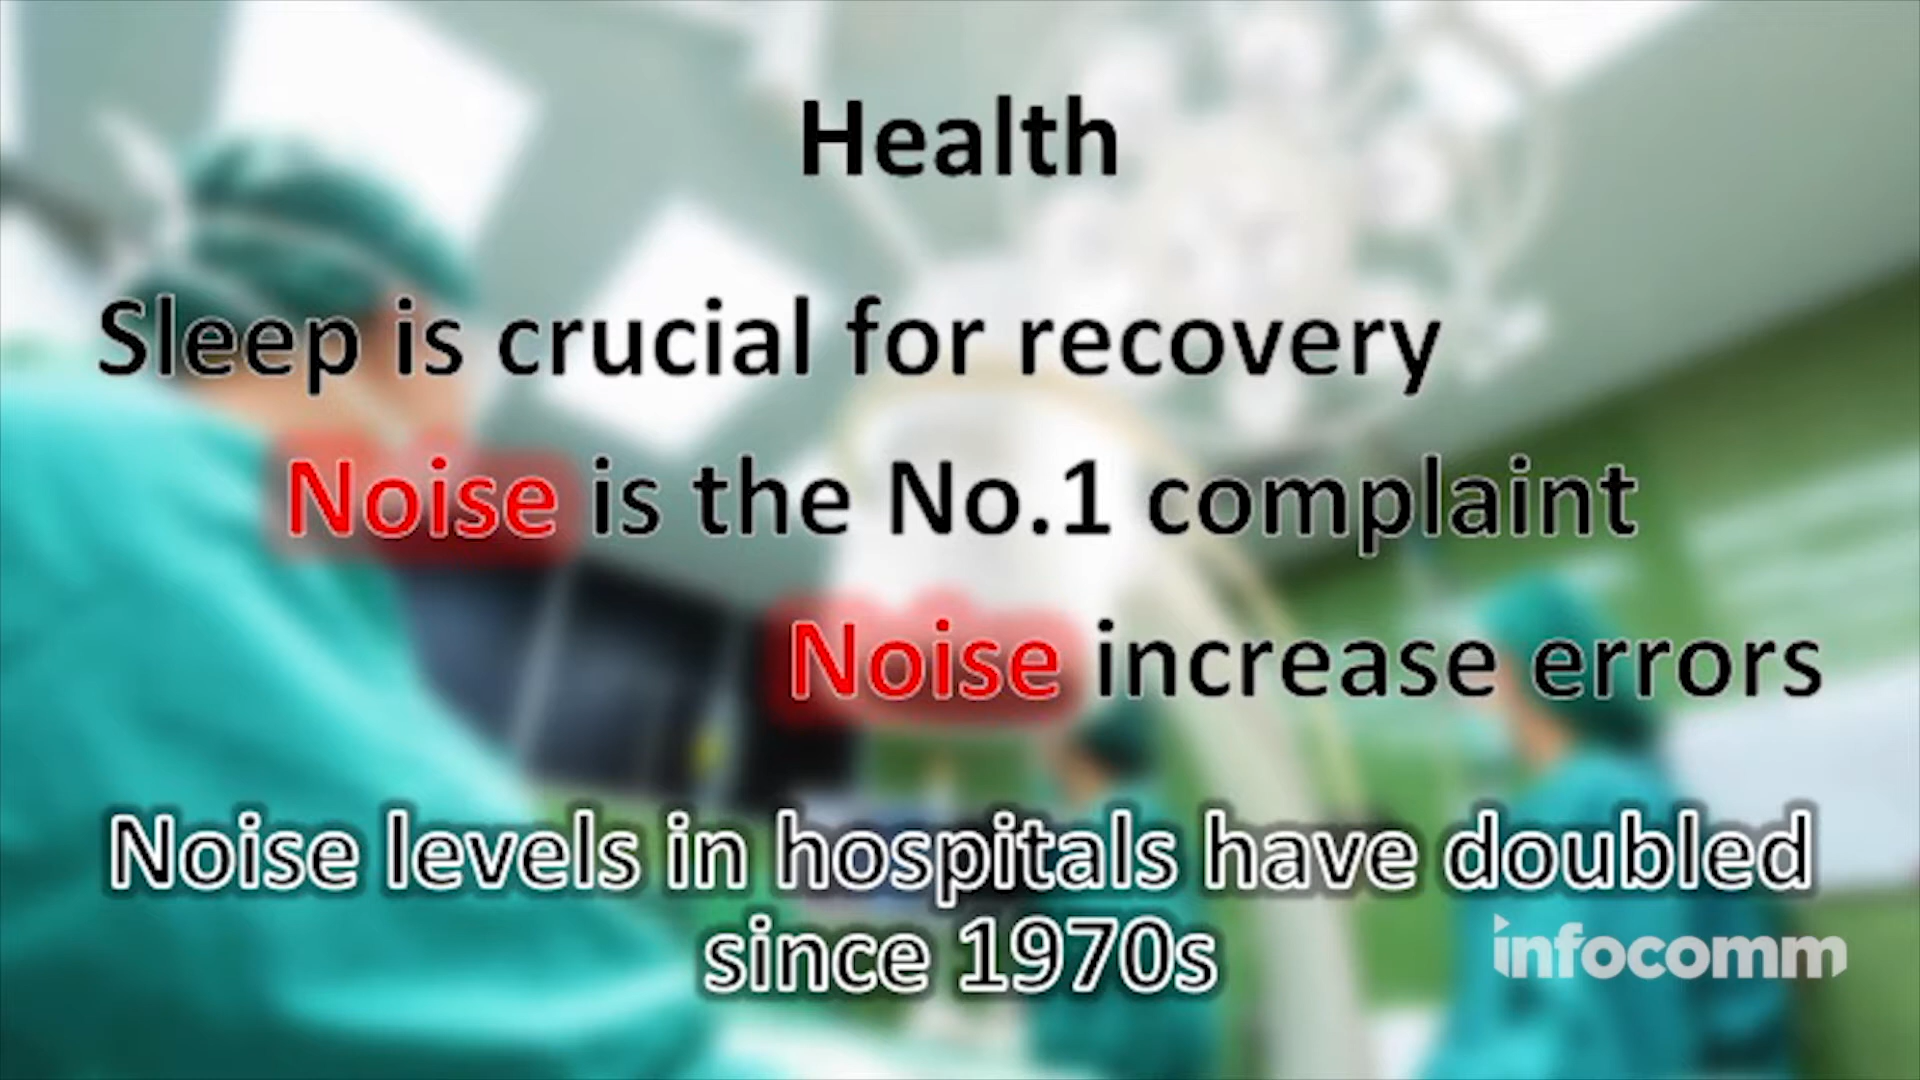 Health
Sleep is crucial for recovery
Noise is the No.1 complaint
Noise increase errors
Noise levels in hospitals have doubled
since 1970s
infocomm